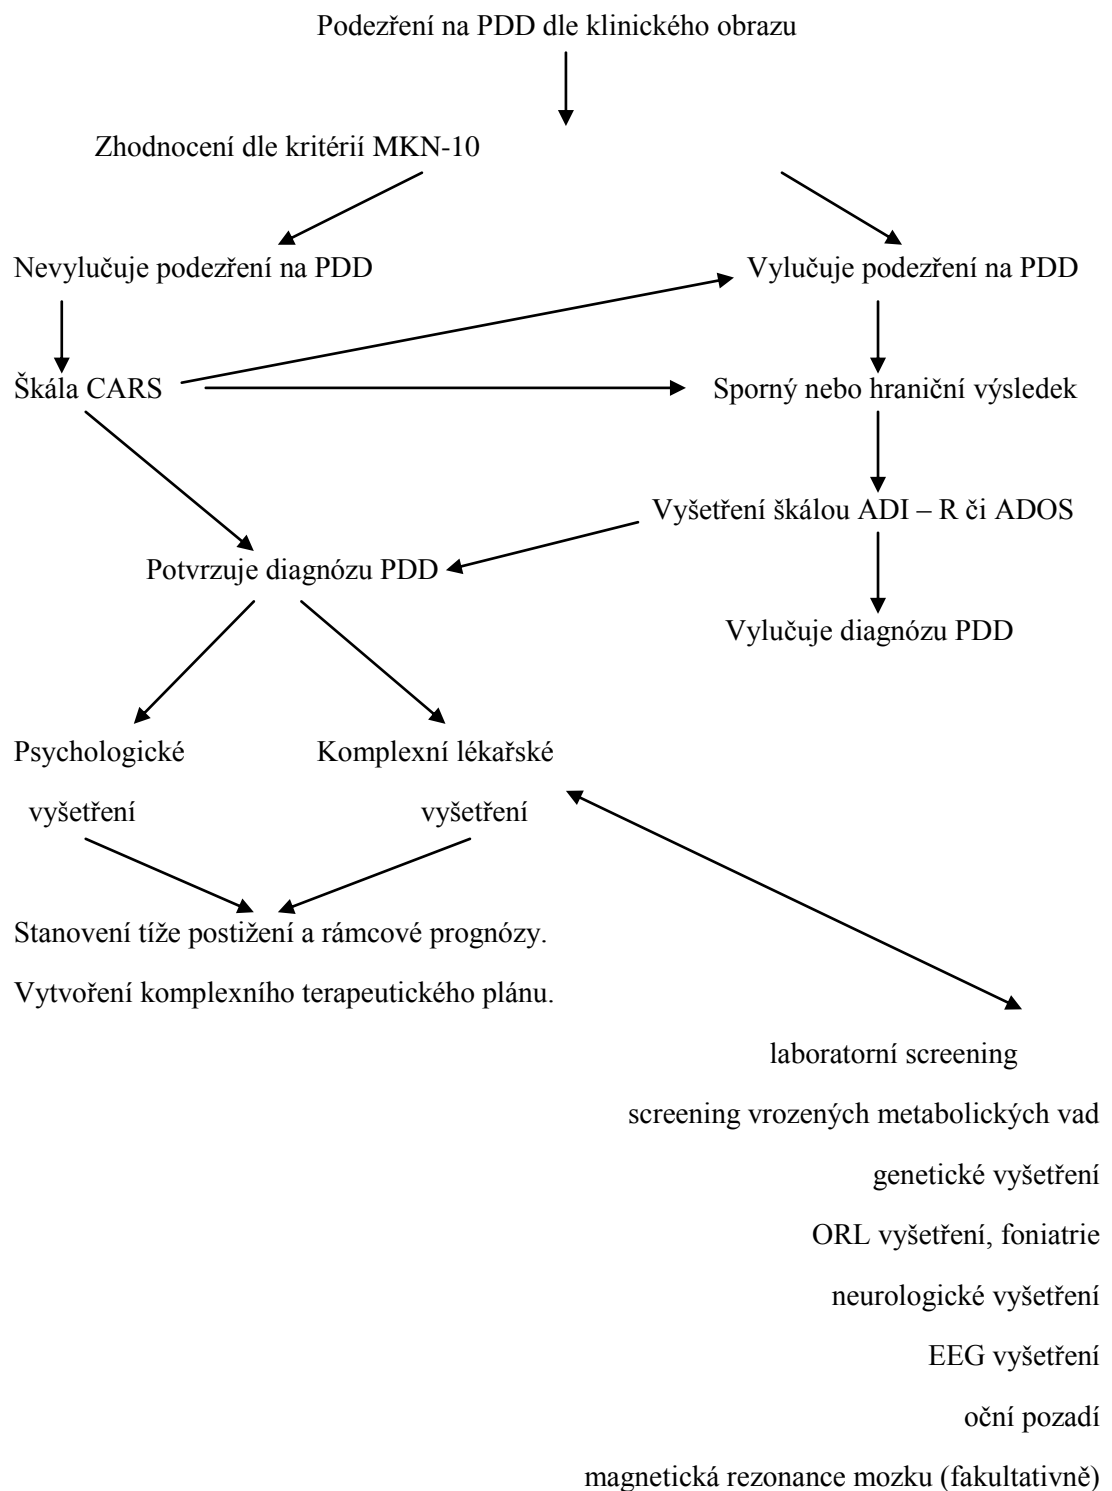 Podezření na PDD dle klinického obrazu
Zhodnocení dle kritérií MKN-10
Nevylučuje podezření na PDD
Vylučuje podezření na PDD
Škála CARS
Sporný nebo hraniční výsledek
Vyšetření škálou ADI – R či ADOS
Potvrzuje diagnózu PDD
Vylučuje diagnózu PDD
Psychologické
vyšetření
Komplexní lékařské
vyšetření
Stanovení tíže postižení a rámcové prognózy.
Vytvoření komplexního terapeutického plánu.
laboratorní screening
screening vrozených metabolických vad
genetické vyšetření
ORL vyšetření, foniatrie
neurologické vyšetření
EEG vyšetření
oční pozadí
magnetická rezonance mozku (fakultativně)